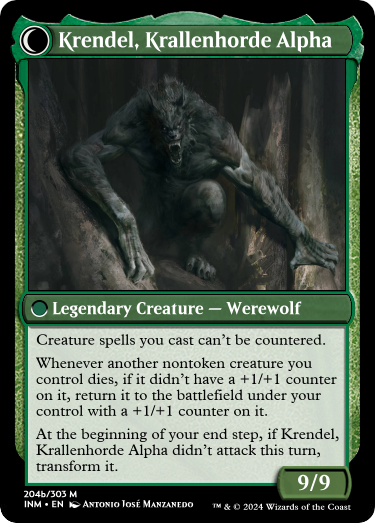 Krendel, Krallenhorde Alpha
Legendary Creature — Werewolf
Creature spells you cast can't be countered.
Whenever another nontoken creature you
control dies, if it didn't have a +1/+1 counter
on it, return it to the battlefield under your
control with a +1/+1 counter on it.
At the beginning of your end step, if Krendel,
Krallenhorde Alpha didn't attack this turn,
transform it.
9/9
204b/303 M
INM • EN Antonio José Manzanedo
™ & © 2024 Wizards of the Coast